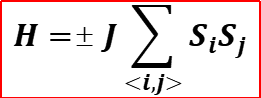 H = ± J ∑ S_i S_j
<i,j>